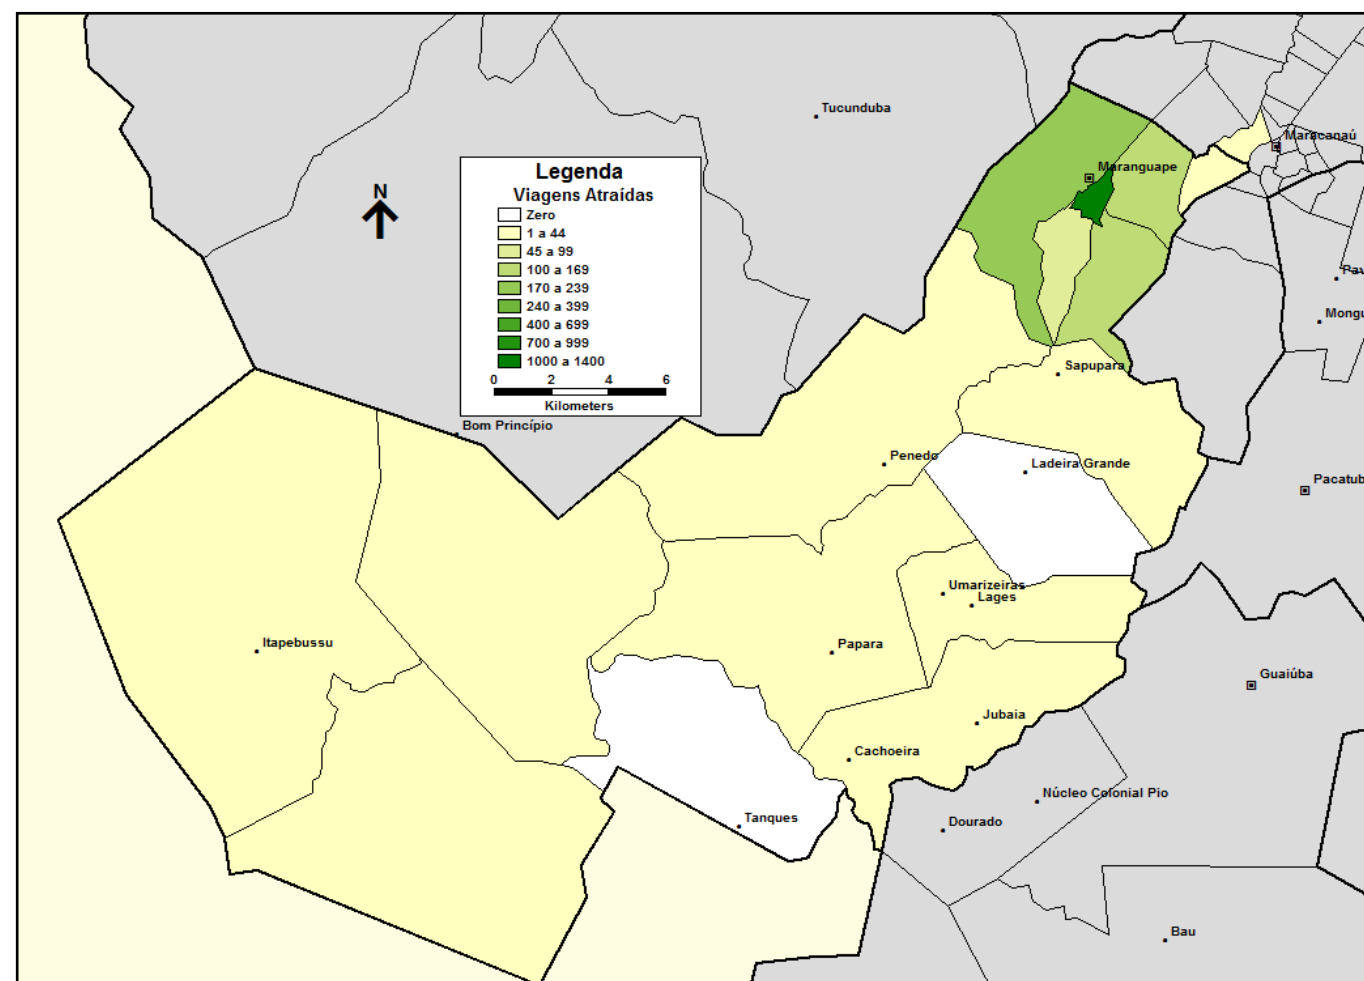 Tucunduba
Maracanaú
Legenda
Viagens Atraídas
Zero
1 a 44
45 a 99
100 a 169
170 a 239
240 a 399
400 a 699
700 a 999
1000 a 1400
0 2 4 6
Kilometers
N
Maranguape
Pav
Mongu
Sapupara
Bom Princípio
Penedo
Ladeira Grande
Pacatub
Umarizeiras
Lages
Itapebussu
Papara
Guaiúba
Jubaia
Cachoeira
Núcleo Colonial Pio
Tanques
Dourado
Bau